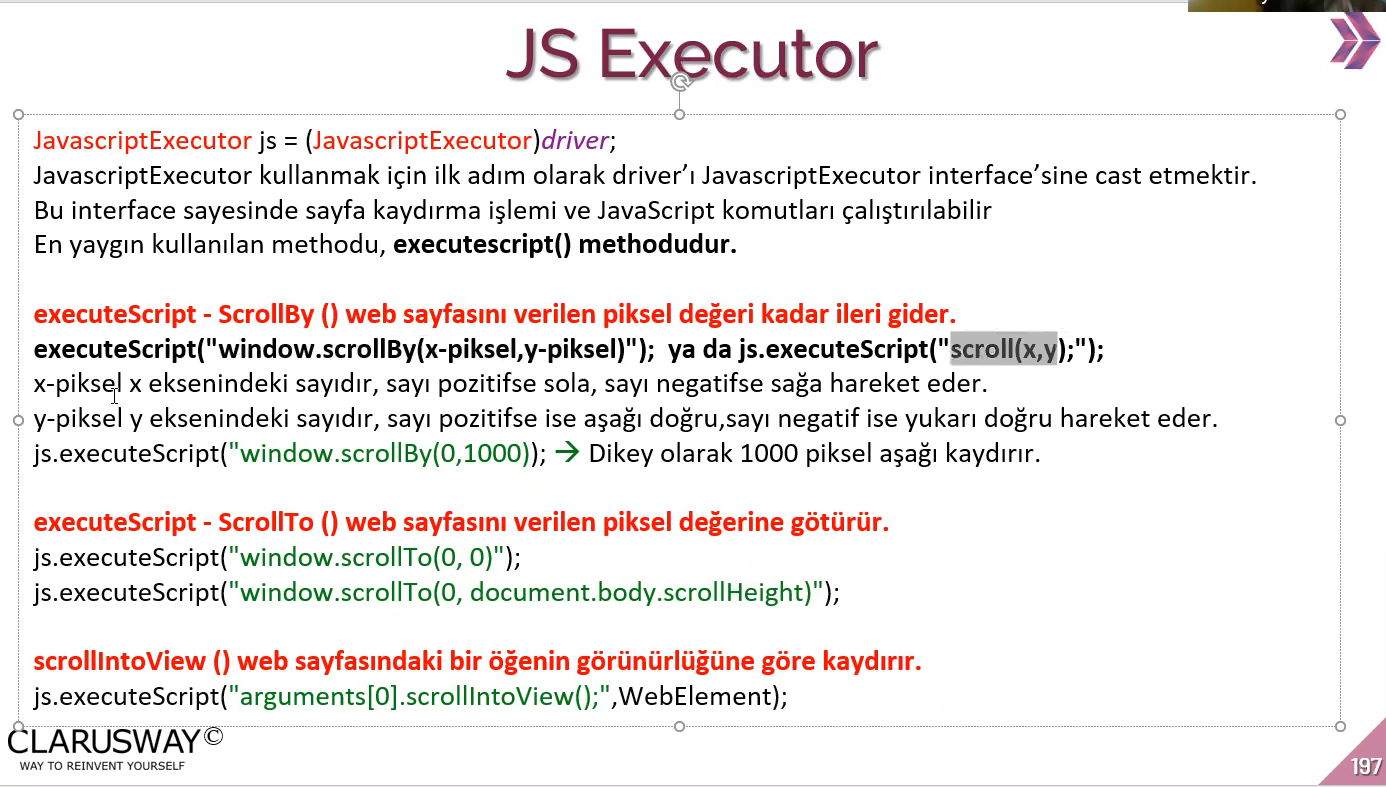 JS Executor
JavascriptExecutor js = (JavascriptExecutor)driver;
JavascriptExecutor kullanmak için ilk adım olarak driver’ı JavascriptExecutor interface’sine cast etmektir.
Bu interface sayesinde sayfa kaydırma işlemi ve JavaScript komutları çalıştırılabilir
En yaygın kullanılan methodu, executescript() methodudur.
executeScript - ScrollBy () web sayfasını verilen piksel değeri kadar ileri gider.
executeScript("window.scrollBy(x-piksel,y-piksel)"); ya da js.executeScript("scroll(x,y);");
x-piksel x eksenindeki sayıdır, sayı pozitifse sola, sayı negatifse sağa hareket eder.
y-piksel y eksenindeki sayıdır, sayı pozitifse ise aşağı doğru,sayı negatif ise yukarı doğru hareket eder.
js.executeScript("window.scrollBy(0,1000)); → Dikey olarak 1000 piksel aşağı kaydırır.
executeScript - ScrollTo () web sayfasını verilen piksel değerine götürür.
js.executeScript("window.scrollTo(0, 0)");
js.executeScript("window.scrollTo(0, document.body.scrollHeight)");
scrollIntoView () web sayfasındaki bir öğenin görünürlüğüne göre kaydırır.
js.executeScript("arguments[0].scrollIntoView();",WebElement);
CLARUSWAY©
WAY TO REINVENT YOURSELF
197